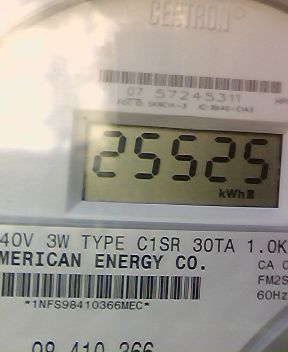 CENTRON®
07 57245311
25525
kWh
40V 3W TYPE C1SR 30TA 1.0K
MERICAN ENERGY CO.
CA 0
FM2S
60Hz
*1NFS98410366MEC*
98 410 366